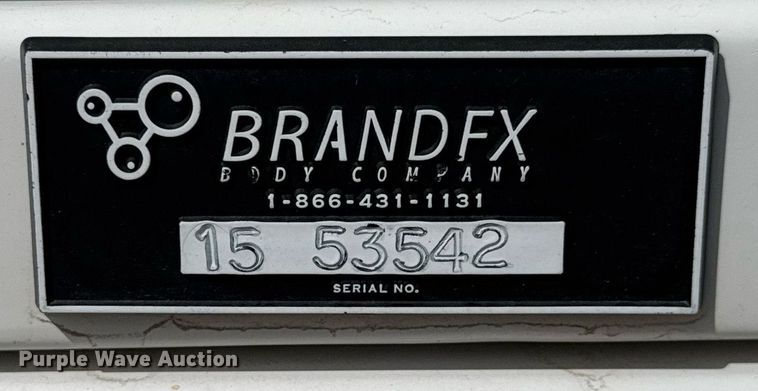 BRANDFX
BODY COMPANY
1-866-431-1131
15 53542
SERIAL NO.
Purple Wave Auction